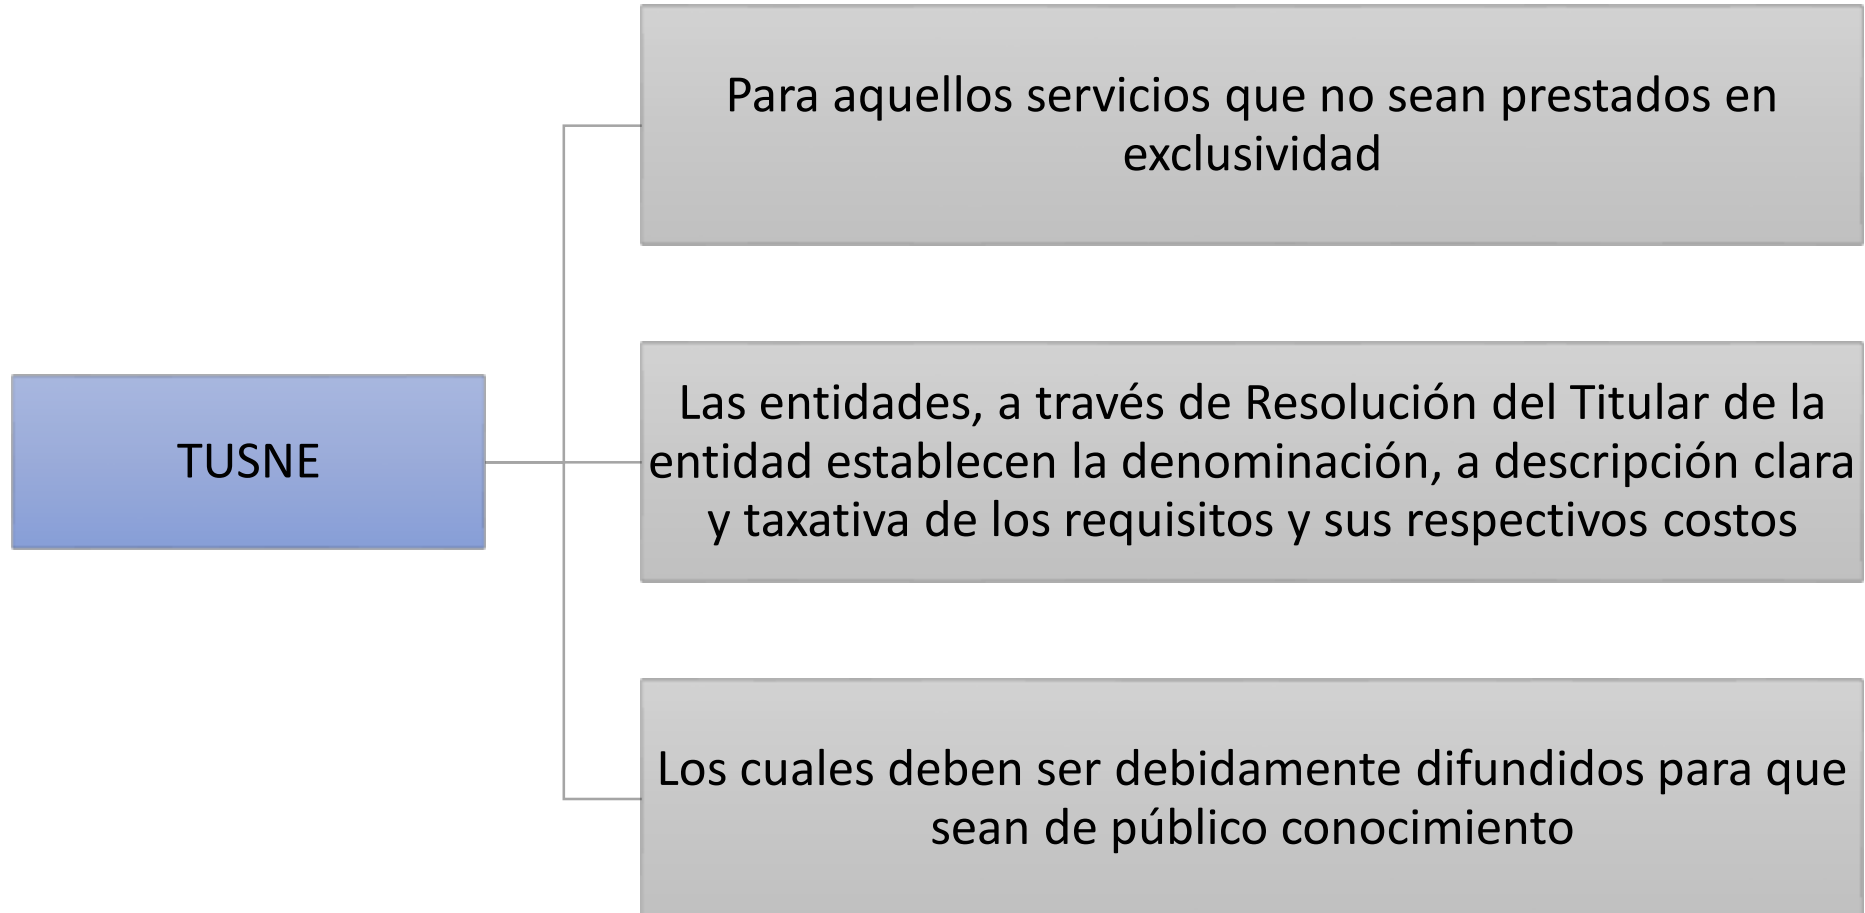 TUSNE
Para aquellos servicios que no sean prestados en
exclusividad
Las entidades, a través de Resolución del Titular de la
entidad establecen la denominación, a descripción clara
y taxativa de los requisitos y sus respectivos costos
Los cuales deben ser debidamente difundidos para que
sean de público conocimiento